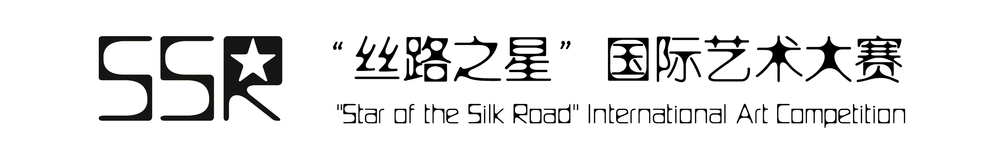 SSR
“丝路之星” 国际艺术大赛
"Star of the Silk Road" International Art Competition